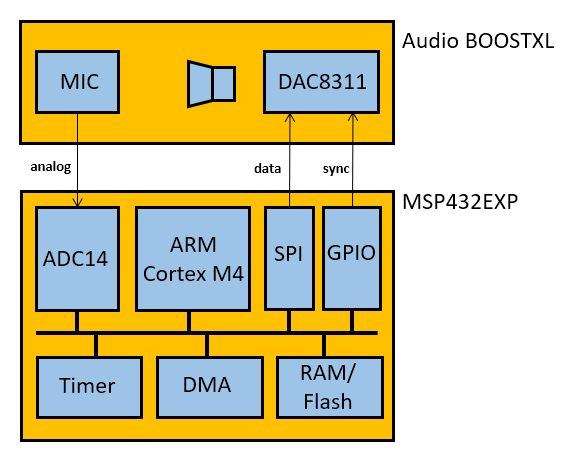 Audio BOOSTXL
MIC
DAC8311
analog
data
sync
MSP432EXP
ADC14
ARM
Cortex M4
SPI
GPIO
Timer
DMA
RAM/
Flash